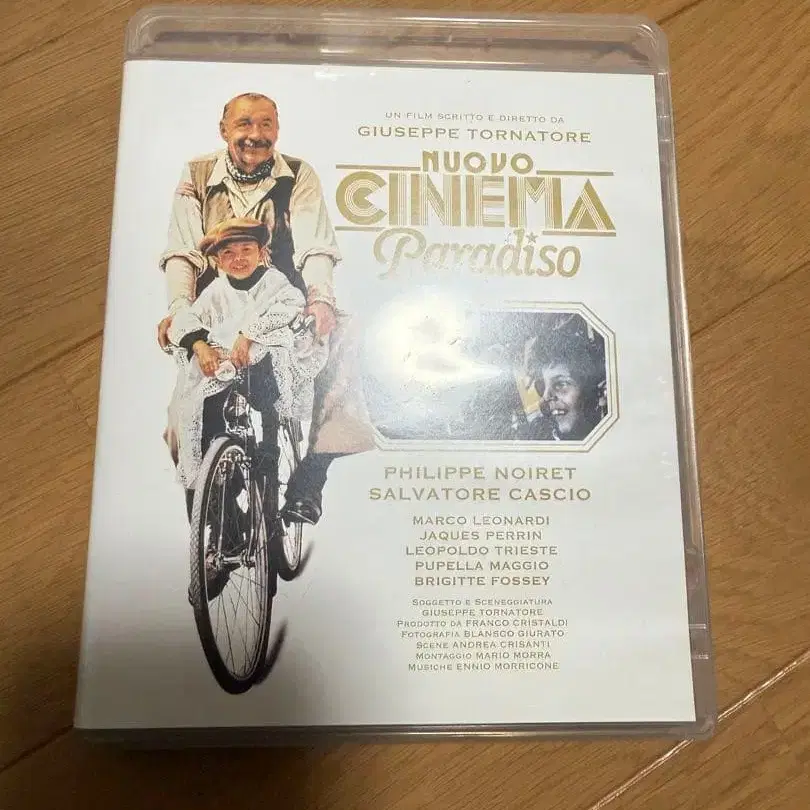 UN FILM SCRITTO E DIRETTO DA
GIUSEPPE TORNATORE
NUOVO
CINEMA
Paradiso
PHILIPPE NOIRET
SALVATORE CASCIO
MARCO LEONARDI
JAQUES PERRIN
LEOPOLDO TRIESTE
PUPELLA MAGGIO
BRIGITTE FOSSEY
SOGGETTO E SCENEGGIATURA
GIUSEPPE TORNATORE
PRODOTTO DA FRANCO CRISTALDI
FOTOGRAFIA BLANSCO GIURATO
SCENE ANDREA CRISANTI
MONTAGGIO MARIO MORRA
MUSICHE ENNIO MORRICONE